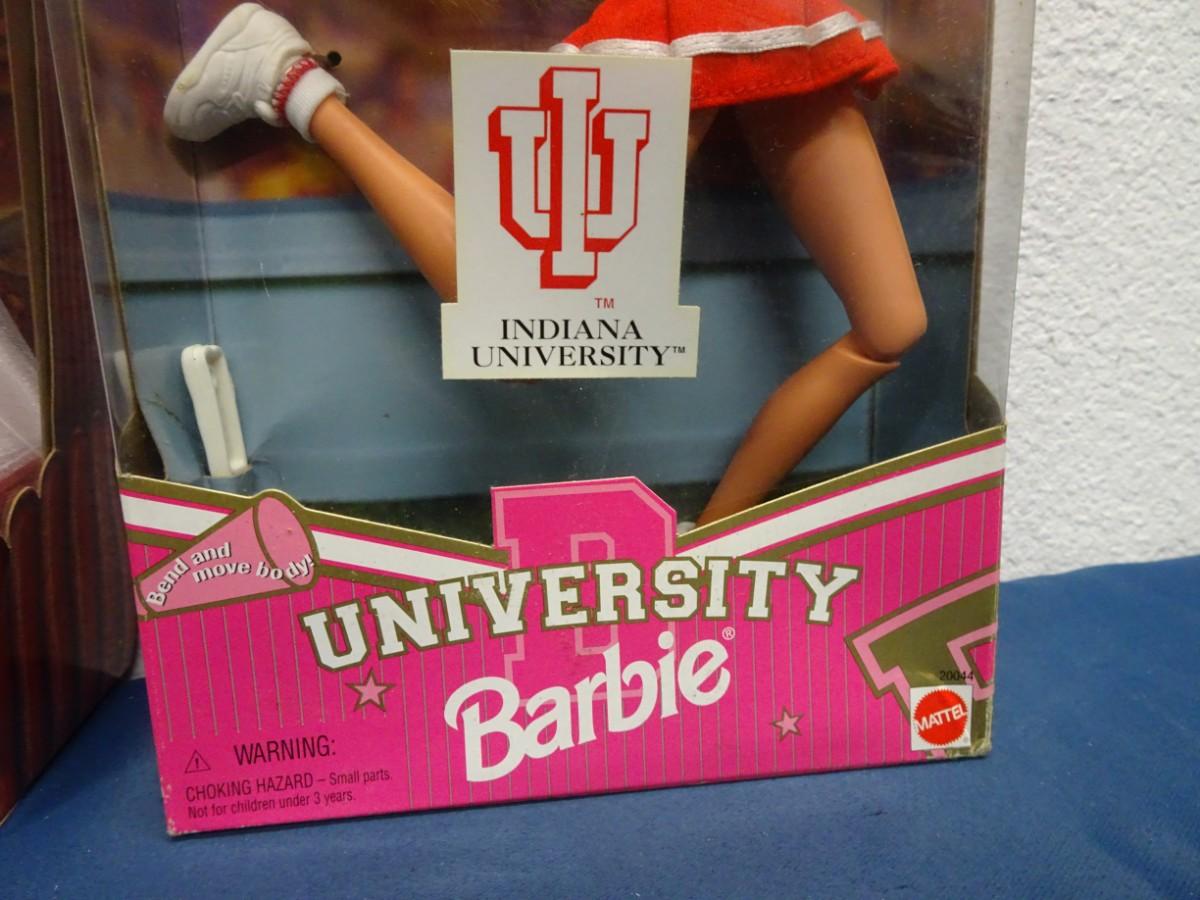 IU
TM
INDIANA
UNIVERSITY™
Bend and
move body!
B
UNIVERSITY
Barbie®
20044
MATTEL
WARNING:
CHOKING HAZARD – Small parts.
Not for children under 3 years.